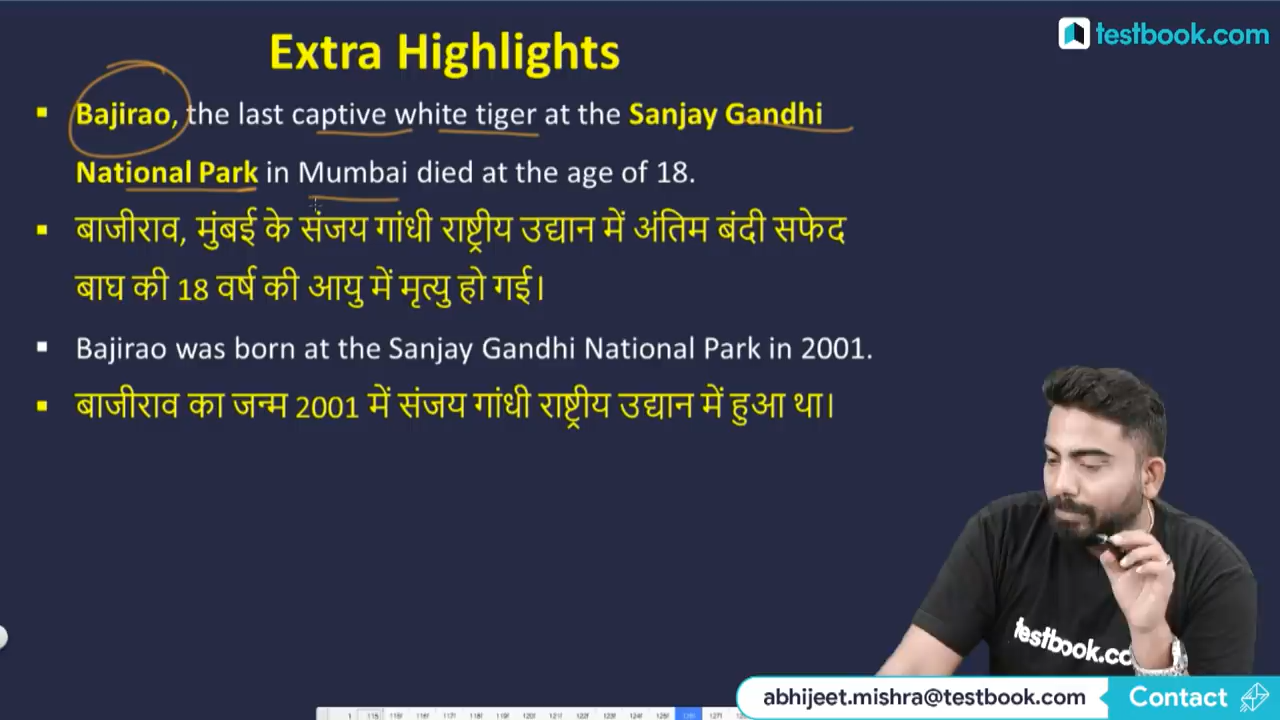 Extra Highlights
testbook.com
Bajirao, the last captive white tiger at the Sanjay Gandhi
National Park in Mumbai died at the age of 18.
बाजीराव, मुंबई के संजय गांधी राष्ट्रीय उद्यान में अंतिम बंदी सफेद
बाघ की 18 वर्ष की आयु में मृत्यु हो गई।
Bajirao was born at the Sanjay Gandhi National Park in 2001.
बाजीराव का जन्म 2001 में संजय गांधी राष्ट्रीय उद्यान में हुआ था।
testbook.co
abhijeet.mishra@testbook.com Contact